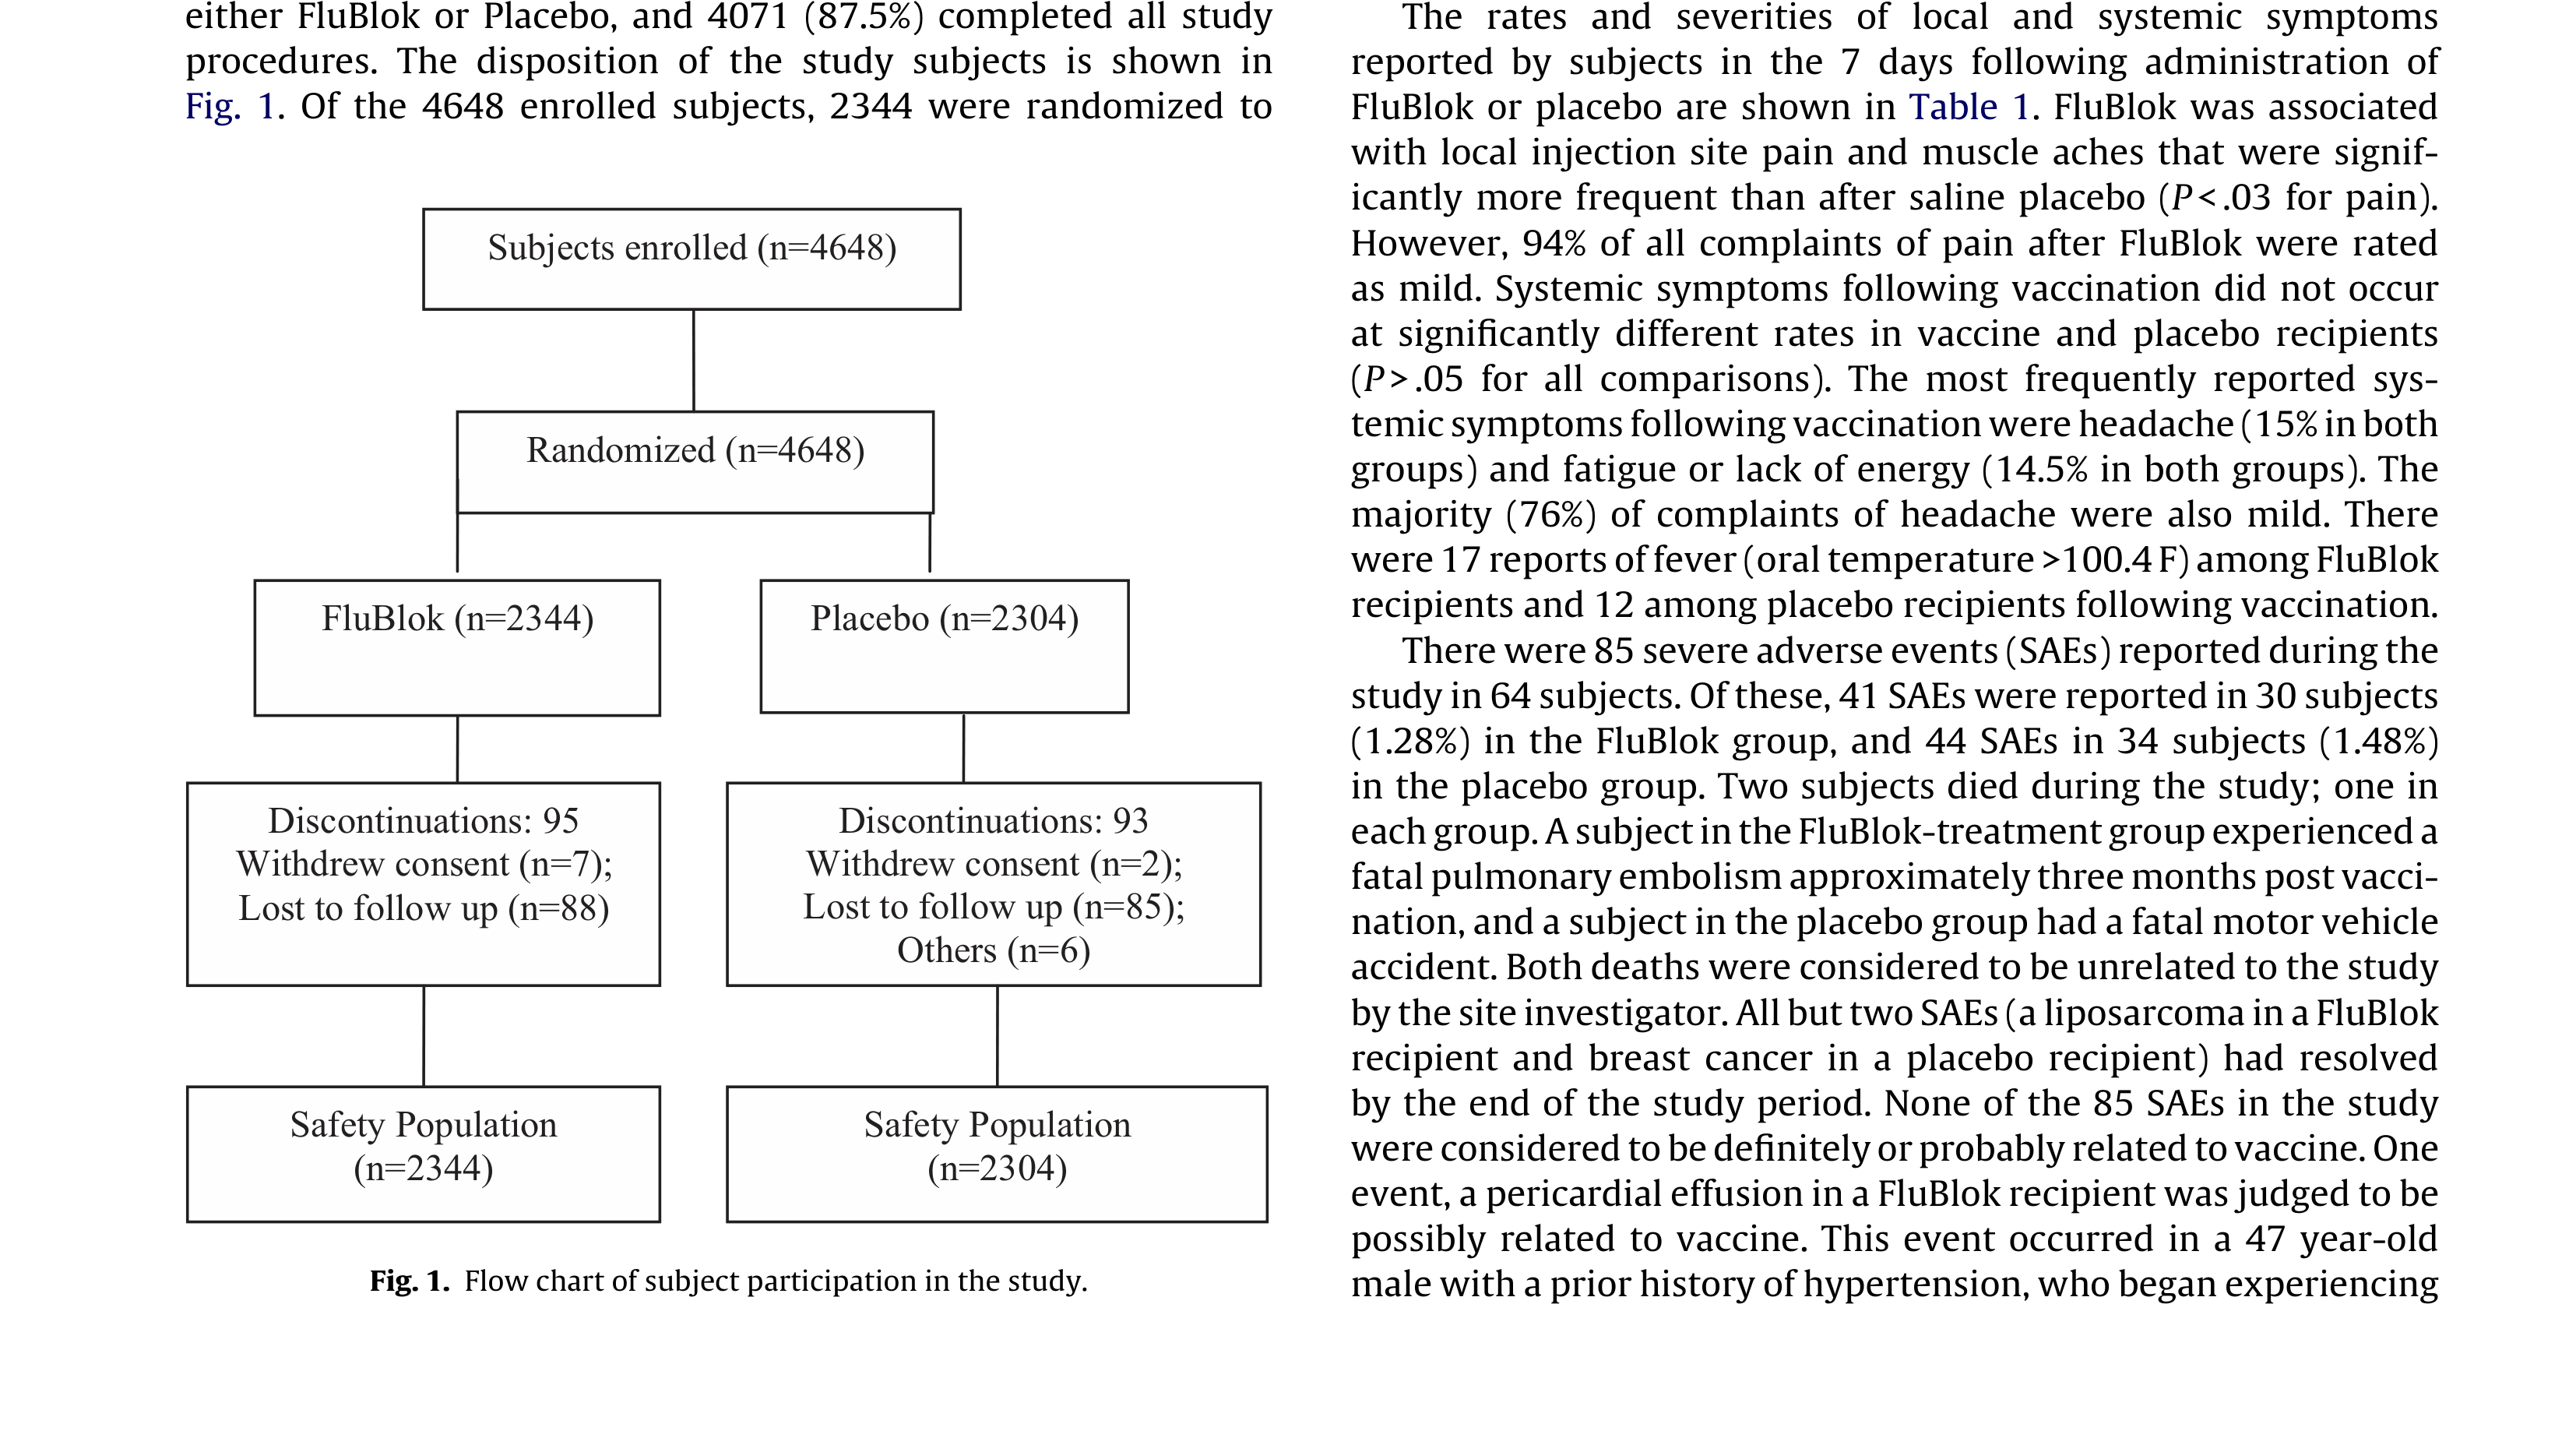 either FluBlok or Placebo, and 4071 (87.5%) completed all study
procedures. The disposition of the study subjects is shown in
Fig. 1. Of the 4648 enrolled subjects, 2344 were randomized to
Subjects enrolled (n=4648)
Randomized (n=4648)
FluBlok (n=2344)
Placebo (n=2304)
Discontinuations: 95
Withdrew consent (n=7);
Lost to follow up (n=88)
Discontinuations: 93
Withdrew consent (n=2);
Lost to follow up (n=85);
Others (n=6)
Safety Population
(n=2344)
Safety Population
(n=2304)
Fig. 1. Flow chart of subject participation in the study.
The rates and severities of local and systemic symptoms
reported by subjects in the 7 days following administration of
FluBlok or placebo are shown in Table 1. FluBlok was associated
with local injection site pain and muscle aches that were signif-
icantly more frequent than after saline placebo (P < .03 for pain).
However, 94% of all complaints of pain after FluBlok were rated
as mild. Systemic symptoms following vaccination did not occur
at significantly different rates in vaccine and placebo recipients
(P > .05 for all comparisons). The most frequently reported sys-
temic symptoms following vaccination were headache (15% in both
groups) and fatigue or lack of energy (14.5% in both groups). The
majority (76%) of complaints of headache were also mild. There
were 17 reports of fever (oral temperature >100.4 F) among FluBlok
recipients and 12 among placebo recipients following vaccination.
There were 85 severe adverse events (SAEs) reported during the
study in 64 subjects. Of these, 41 SAEs were reported in 30 subjects
(1.28%) in the FluBlok group, and 44 SAEs in 34 subjects (1.48%)
in the placebo group. Two subjects died during the study; one in
each group. A subject in the FluBlok-treatment group experienced a
fatal pulmonary embolism approximately three months post vacci-
nation, and a subject in the placebo group had a fatal motor vehicle
accident. Both deaths were considered to be unrelated to the study
by the site investigator. All but two SAEs (a liposarcoma in a FluBlok
recipient and breast cancer in a placebo recipient) had resolved
by the end of the study period. None of the 85 SAEs in the study
were considered to be definitely or probably related to vaccine. One
event, a pericardial effusion in a FluBlok recipient was judged to be
possibly related to vaccine. This event occurred in a 47 year-old
male with a prior history of hypertension, who began experiencing